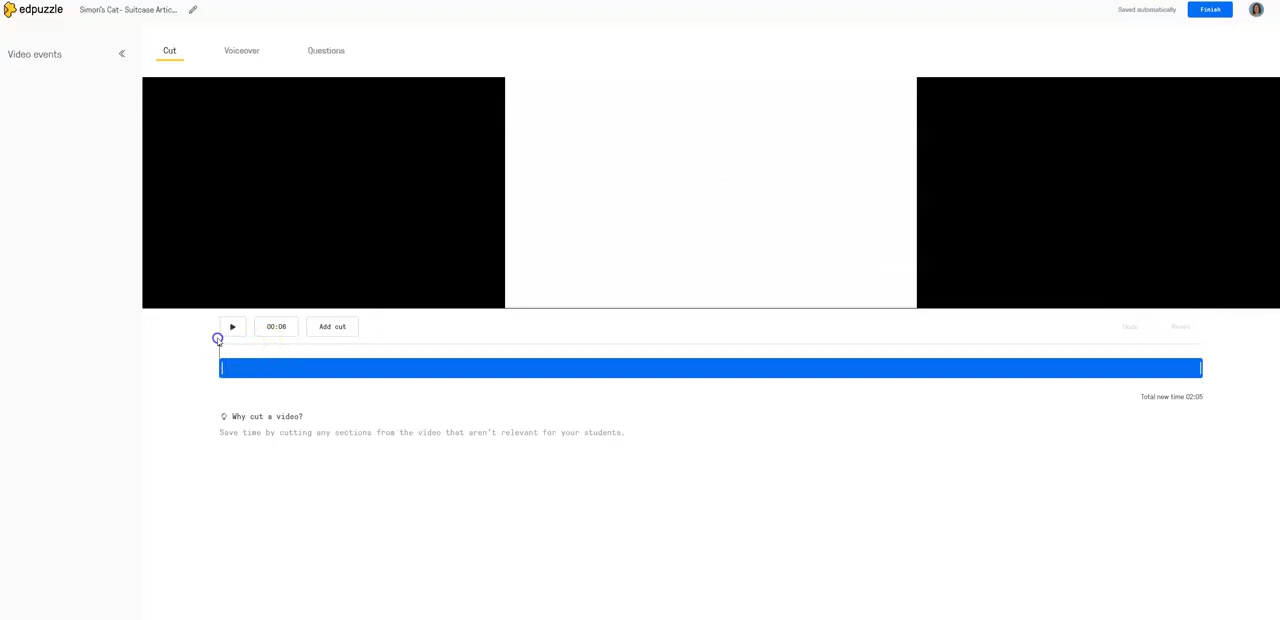 edpuzzle
Simon's Cat- Suitcase Artic...
Saved automatically
Finish
Video events
Cut
Voiceover
Questions
00:06
Add cut
Undo
Reset
Total new time 02:05
Why cut a video?
Save time by cutting any sections from the video that aren't relevant for your students.